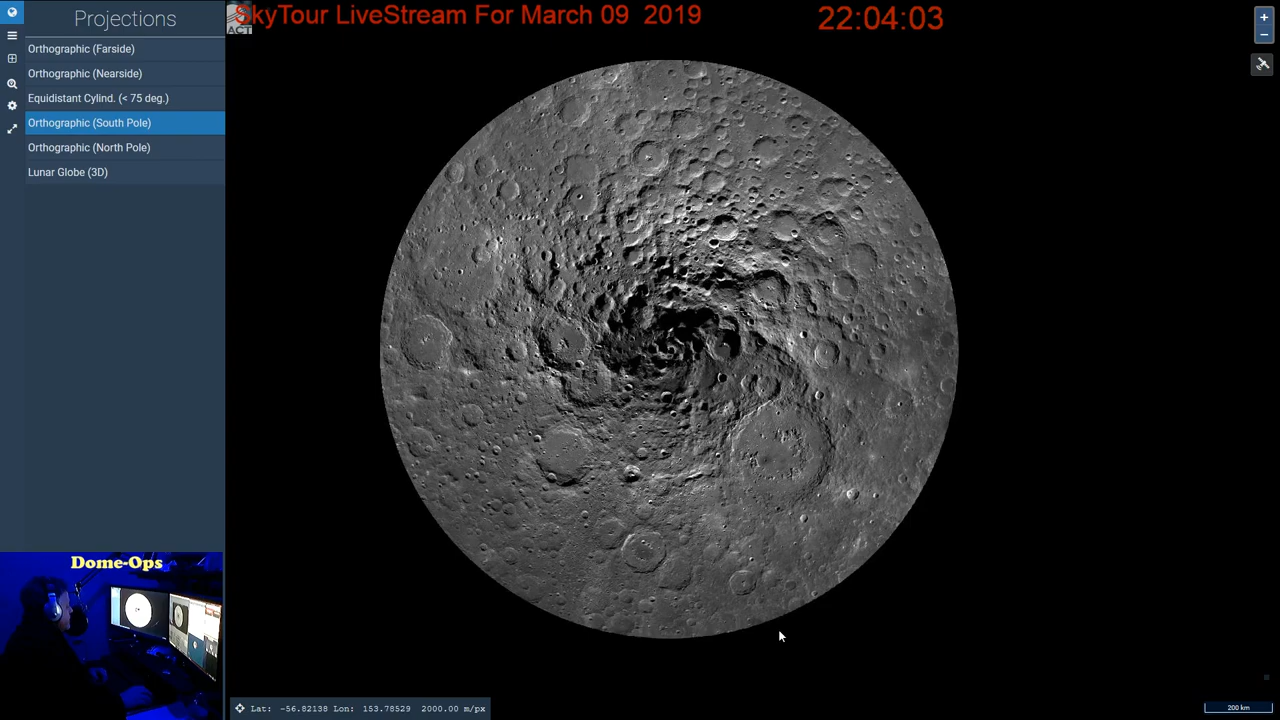 Projections
Orthographic (Farside)
Orthographic (Nearside)
Equidistant Cylind. (< 75 deg.)
Orthographic (South Pole)
Orthographic (North Pole)
Lunar Globe (3D)
SkyTour LiveStream For March 09 2019
22:04:03
ACT
+
−
Dome-Ops
Lat: -56.82138 Lon: 153.78529 2000.00 m/px
200 km